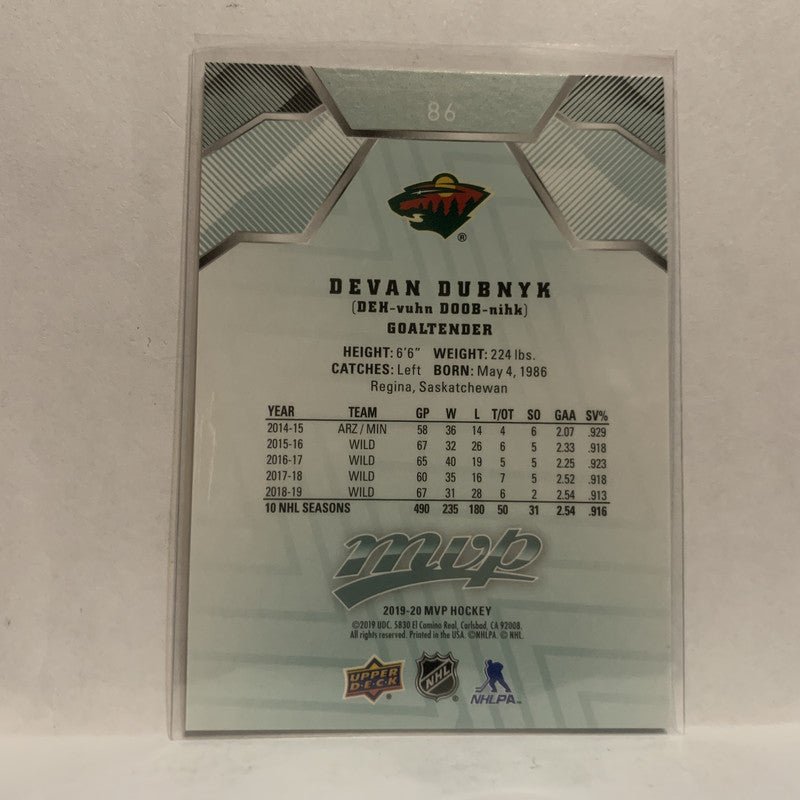 86
®
DEVAN DUBNYK
(DEH-vuhn DOOB-nihk)
GOALTENDER
HEIGHT: 6'6" WEIGHT: 224 lbs.
CATCHES: Left BORN: May 4, 1986
Regina, Saskatchewan
YEAR TEAM GP W L T/OT SO GAA SV%
2014-15 ARZ / MIN 58 36 14 4 6 2.07 .929
2015-16 WILD 67 32 26 6 5 2.33 .918
2016-17 WILD 65 40 19 5 5 2.25 .923
2017-18 WILD 60 35 16 7 5 2.52 .918
2018-19 WILD 67 31 28 6 2 2.54 .913
10 NHL SEASONS 490 235 180 50 31 2.54 .916
mvp
2019-20 MVP HOCKEY
©2019 UDC. 5830 El Camino Real, Carlsbad, CA 92008.
All rights reserved. Printed in the USA. ©NHLPA. © NHL.
UPPER DECK ® NHL ® NHLPA™